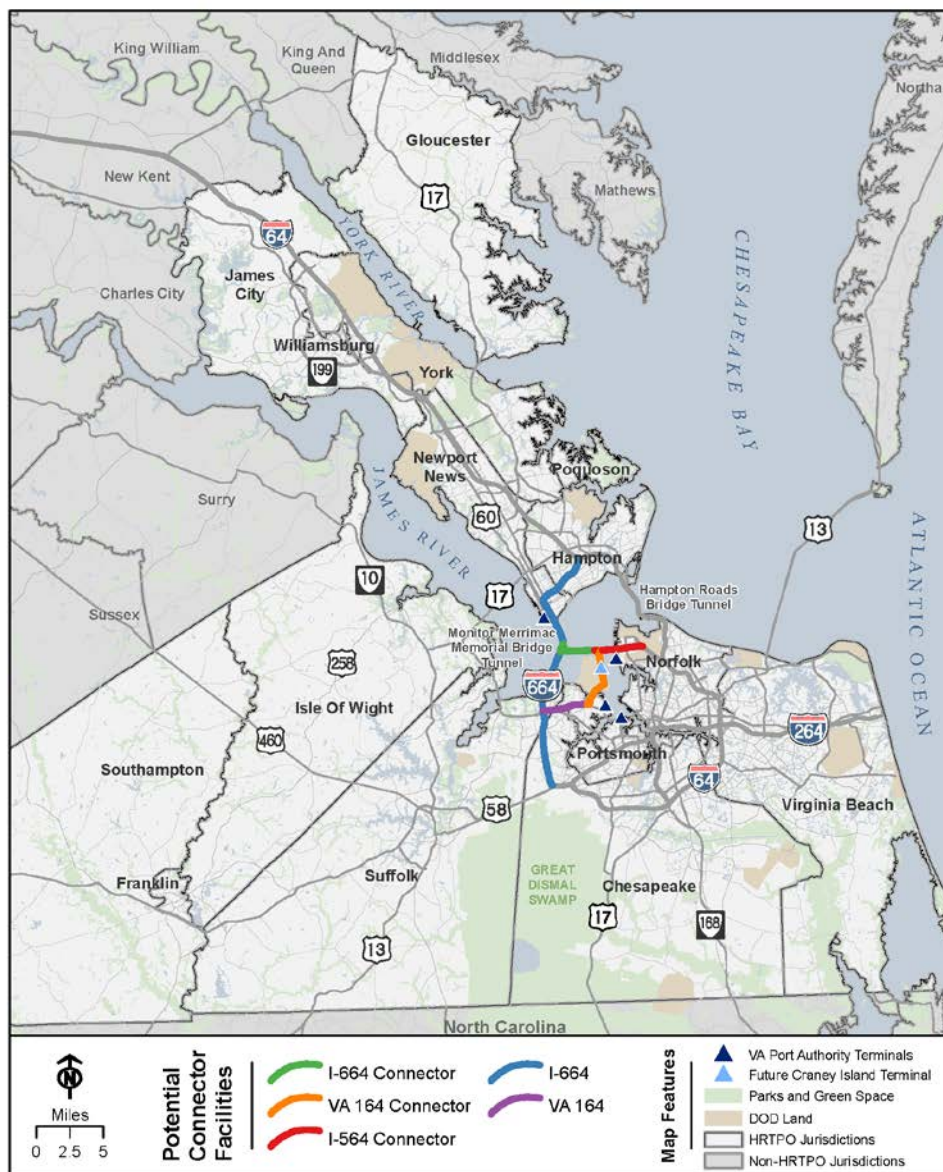 King William
King And
Queen
Middlesex
Northa
Gloucester
New Kent
17
Mathews
64
YORK RIVER
CHESAPEAKE BAY
James
City
Charles City
Williamsburg
199
York
Newport
News
Poquoson
JAMES RIVER
Surry
60
13
ATLANTIC OCEAN
Hampton
10
17
Hampton Roads
Bridge Tunnel
Sussex
Monitor Merrimac
Memorial Bridge
Tunnel
Norfolk
258
664
Isle Of Wight
460
264
Portsmouth
Southampton
64
58
Virginia Beach
GREAT
DISMAL
SWAMP
Suffolk
Franklin
Chesapeake
17
168
13
North Carolina
N
Miles
0 2.5 5
Potential
Connector
Facilities
I-664 Connector
VA 164 Connector
I-564 Connector
I-664
VA 164
Map Features
VA Port Authority Terminals
Future Craney Island Terminal
Parks and Green Space
DOD Land
HRTPO Jurisdictions
Non-HRTPO Jurisdictions